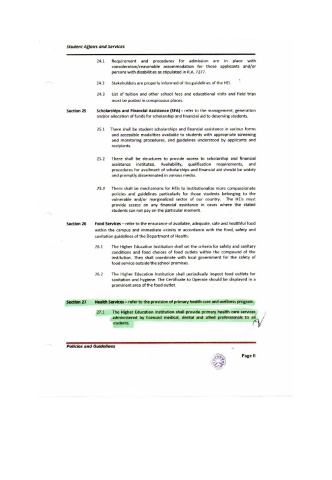 Student Affairs and Services
24.1 Requirement and procedures for admission are in place with
consideration/reasonable accommodation for those applicants and/or
persons with disabilities as stipulated in R.A. 7277.
24.2 Stakeholders are properly informed of the guidelines of the HEI.
24.3 List of tuition and other school fees and educational visits and field trips
must be posted in conspicuous places.
Section 25 Scholarships and Financial Assistance (SFA) – refer to the management, generation
and/or allocation of funds for scholarship and financial aid to deserving students.
25.1 There shall be student scholarships and financial assistance in various forms
and accessible modalities available to students with appropriate screening
and monitoring procedures, and guidelines understood by applicants and
recipients.
25.2 There shall be structures to provide access to scholarship and financial
assistance institutes. Availability, qualification requirements, and
procedures for availment of scholarships and financial aid should be widely
and promptly disseminated in various media.
25.3 There shall be mechanisms for HEIs to institutionalize more compassionate
policies and guidelines particularly for those students belonging to the
vulnerable and/or marginalized sector of our country. The HEIs must
provide access on any financial assistance in cases where the stated
students can not pay on the particular moment.
Section 26 Food Services – refer to the assurance of available, adequate, safe and healthful food
within the campus and immediate vicinity in accordance with the food, safety and
sanitation guidelines of the Department of Health.
26.1 The Higher Education Institution shall set the criteria for safety and sanitary
conditions and food choices of food outlets within the compound of the
institution. They shall coordinate with local government for the safety of
food service outside the school premises.
26.2 The Higher Education Institution shall periodically inspect food outlets for
sanitation and hygiene. The Certificate to Operate should be displayed in a
prominent area of the food outlet.
Section 27 Health Services – refer to the provision of primary health care and wellness program.
27.1 The Higher Education Institution shall provide primary health care services
administered by licensed medical, dental and allied professionals to all
students.
Policies and Guidelines
Page 8